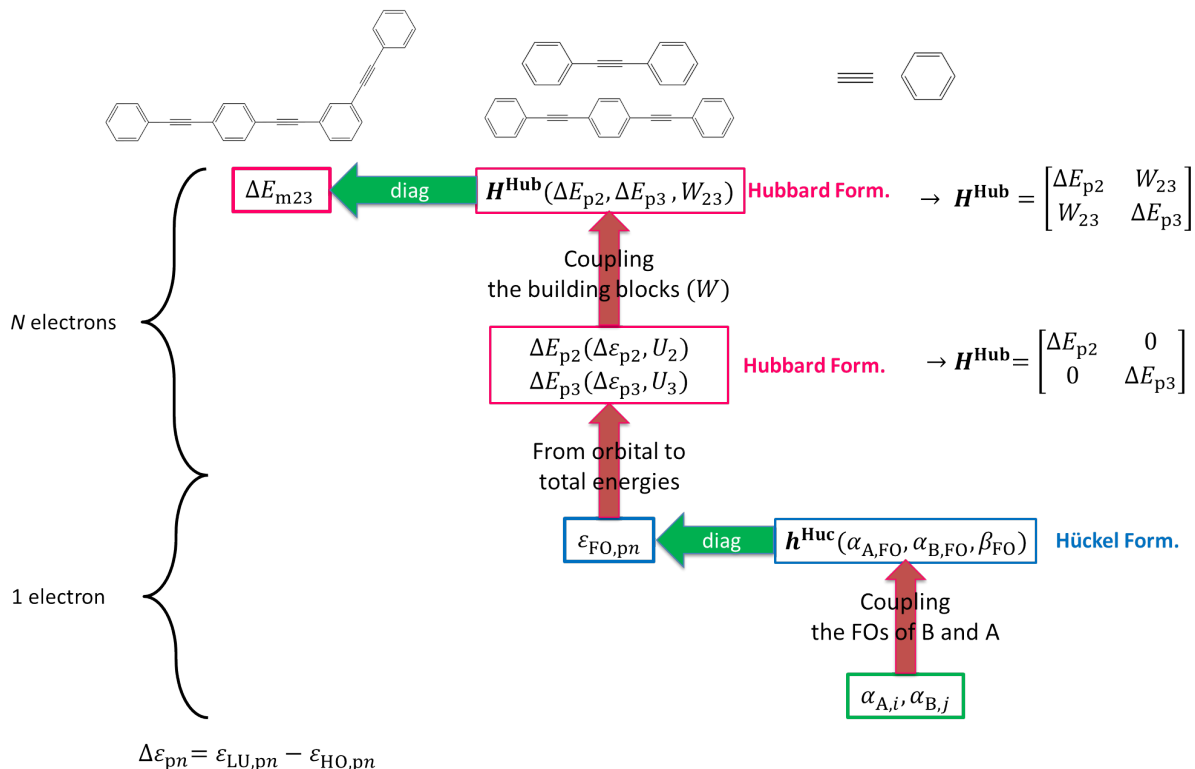 ΔE_m23
diag
H^Hub(ΔE_p2, ΔE_p3, W_23)
Hubbard Form.
→ H^Hub = [ΔE_p2 W_23
W_23 ΔE_p3]
Coupling
the building blocks (W)
N electrons
ΔE_p2(Δε_p2, U_2)
ΔE_p3(Δε_p3, U_3)
Hubbard Form.
→ H^Hub = [ΔE_p2 0
0 ΔE_p3]
From orbital to
total energies
ε_FO,pn
diag
h^Huc(α_A,FO, α_B,FO, β_FO)
Hückel Form.
1 electron
Coupling
the FOs of B and A
α_A,i, α_B,j
Δε_pn = ε_LU,pn − ε_HO,pn